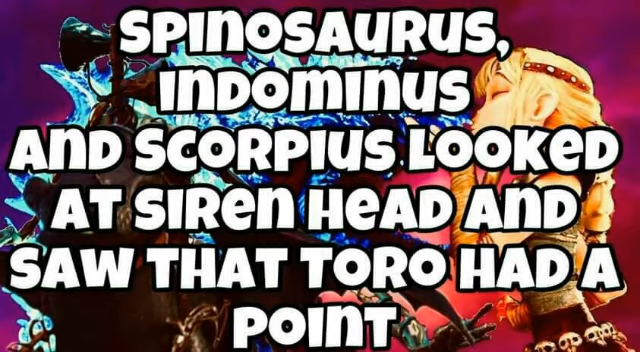 SPINOSAURUS,
INDOMINUS
AND SCORPIUS LOOKED
AT SIREN HEAD AND
SAW THAT TORO HAD A
POINT